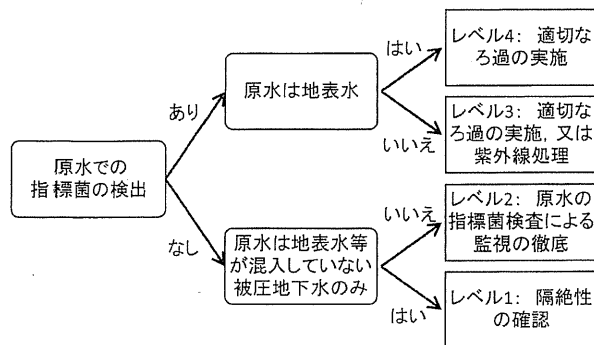 原水での
指標菌の検出
あり
なし
原水は地表水
原水は地表水等
が混入していない
被圧地下水のみ
はい
いいえ
いいえ
はい
レベル4： 適切な
ろ過の実施
レベル3： 適切な
ろ過の実施，又は
紫外線処理
レベル2： 原水の
指標菌検査による
監視の徹底
レベル1： 隔絶性
の確認